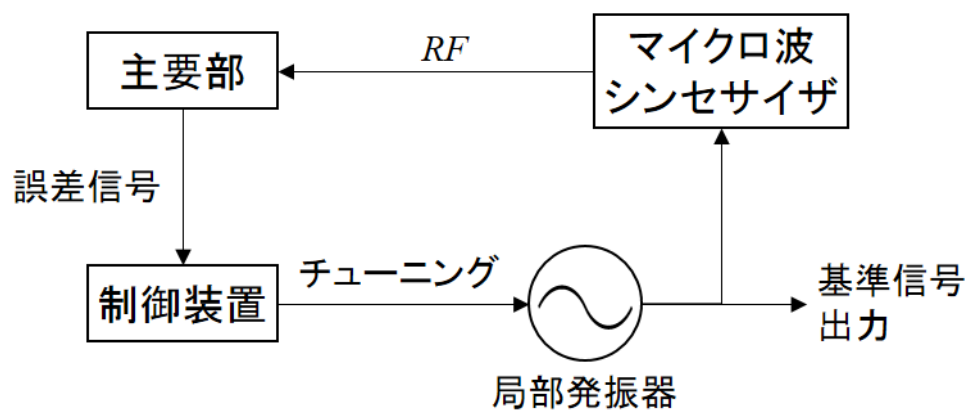 主要部
RF
マイクロ波
シンセサイザ
誤差信号
制御装置
チューニング
局部発振器
基準信号
出力